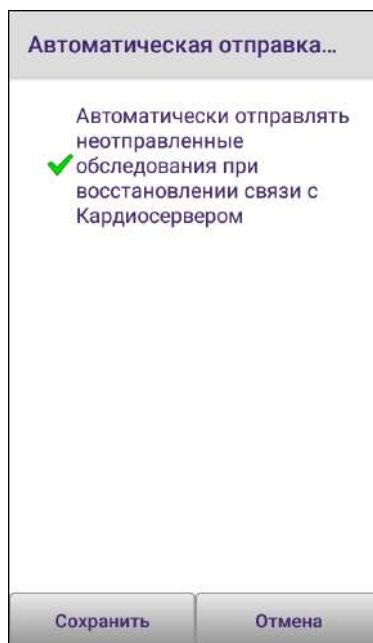 Автоматическая отправка...
Автоматически отправлять
неотправленные
обследования при
восстановлении связи с
Кардиосервером
Сохранить
Отмена